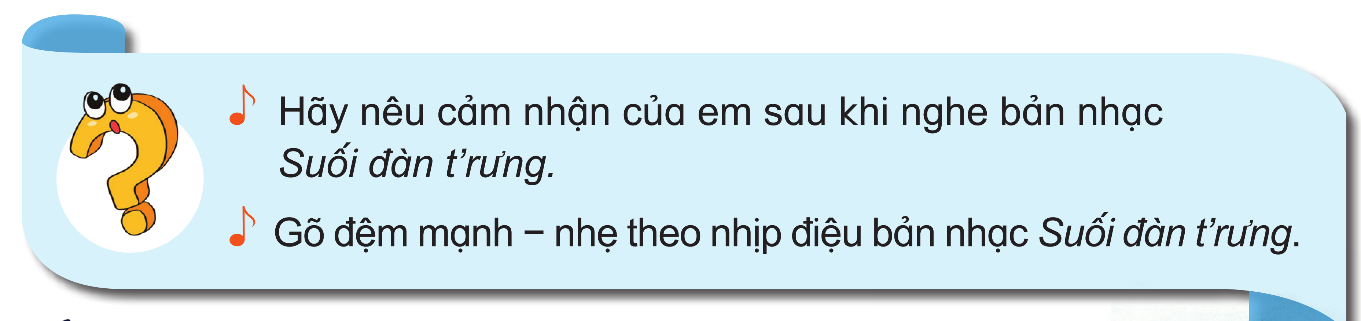 Hãy nêu cảm nhận của em sau khi nghe bản nhạc
Suối đàn t’rưng.
Gõ đệm mạnh – nhẹ theo nhịp điệu bản nhạc Suối đàn t’rưng.